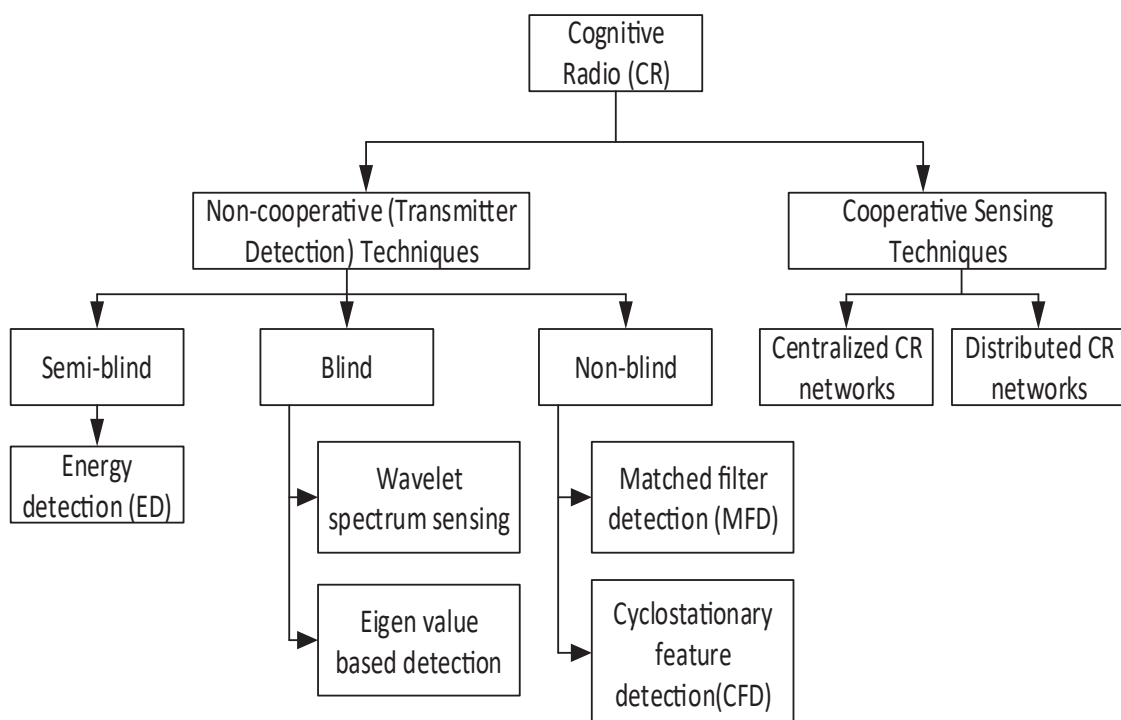 Cognitive
Radio (CR)
Non-cooperative (Transmitter
Detection) Techniques
Cooperative Sensing
Techniques
Semi-blind
Blind
Non-blind
Centralized CR
networks
Distributed CR
networks
Energy
detection (ED)
Wavelet
spectrum sensing
Matched filter
detection (MFD)
Eigen value
based detection
Cyclostationary
feature
detection(CFD)